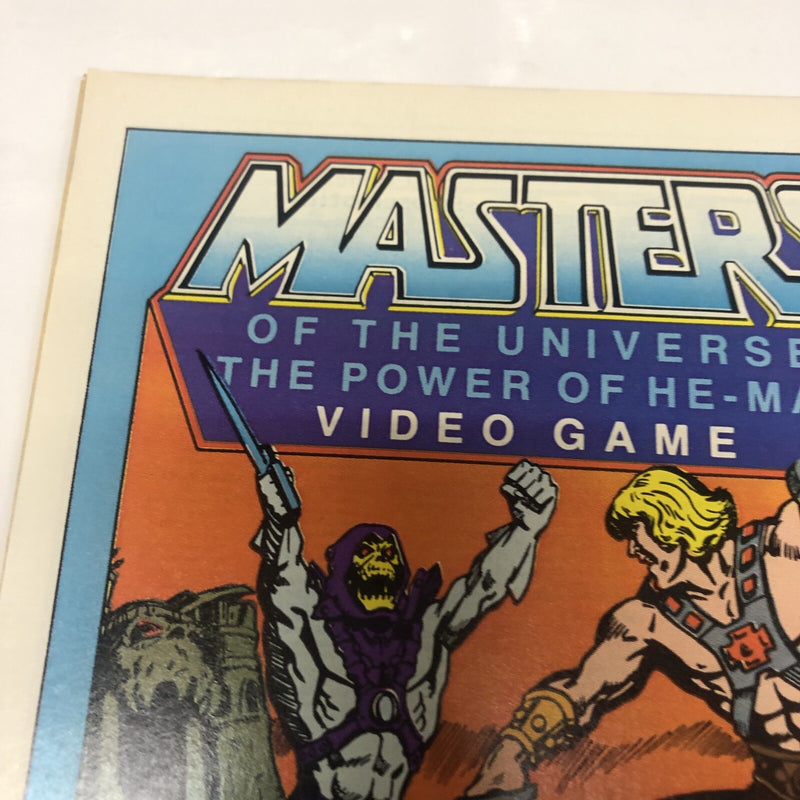 MASTERS
OF THE UNIVERSE
THE POWER OF HE-MA
VIDEO GAME